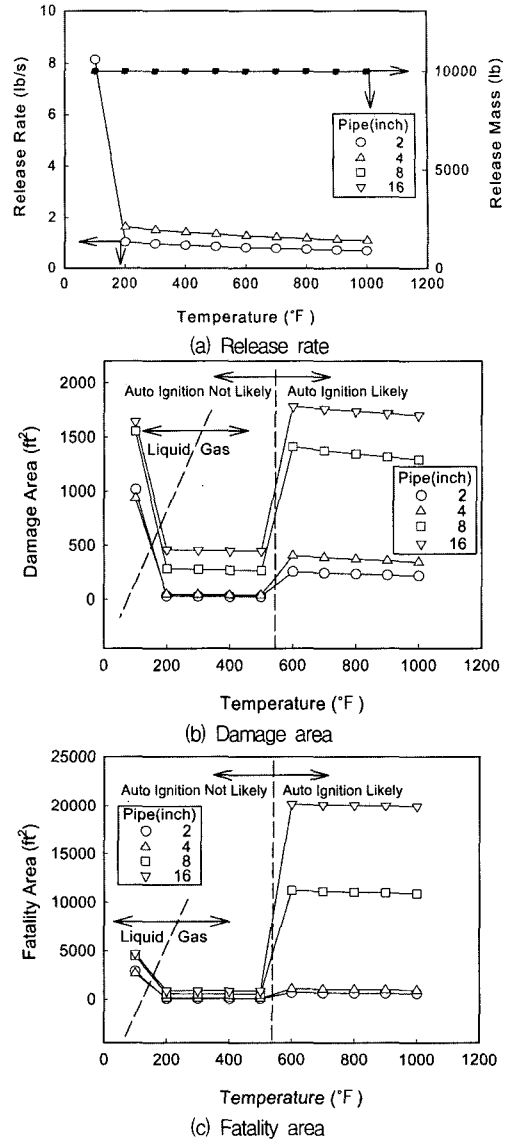 10
8
6
4
2
0
Release Rate (lb/s)
10000
5000
0
Release Mass (lb)
Pipe(inch)
2
4
8
16
0 200 400 600 800 1000 1200
Temperature (°F)
(a) Release rate
2000
1500
1000
500
0
Damage Area (ft²)
Auto Ignition Not Likely
Auto Ignition Likely
Liquid Gas
Pipe(inch)
2
4
8
16
0 200 400 600 800 1000 1200
Temperature (°F)
(b) Damage area
25000
20000
15000
10000
5000
0
Fatality Area (ft²)
Auto Ignition Not Likely
Auto Ignition Likely
Pipe(inch)
2
4
8
16
Liquid Gas
0 200 400 600 800 1000 1200
Temperature (°F)
(c) Fatality area